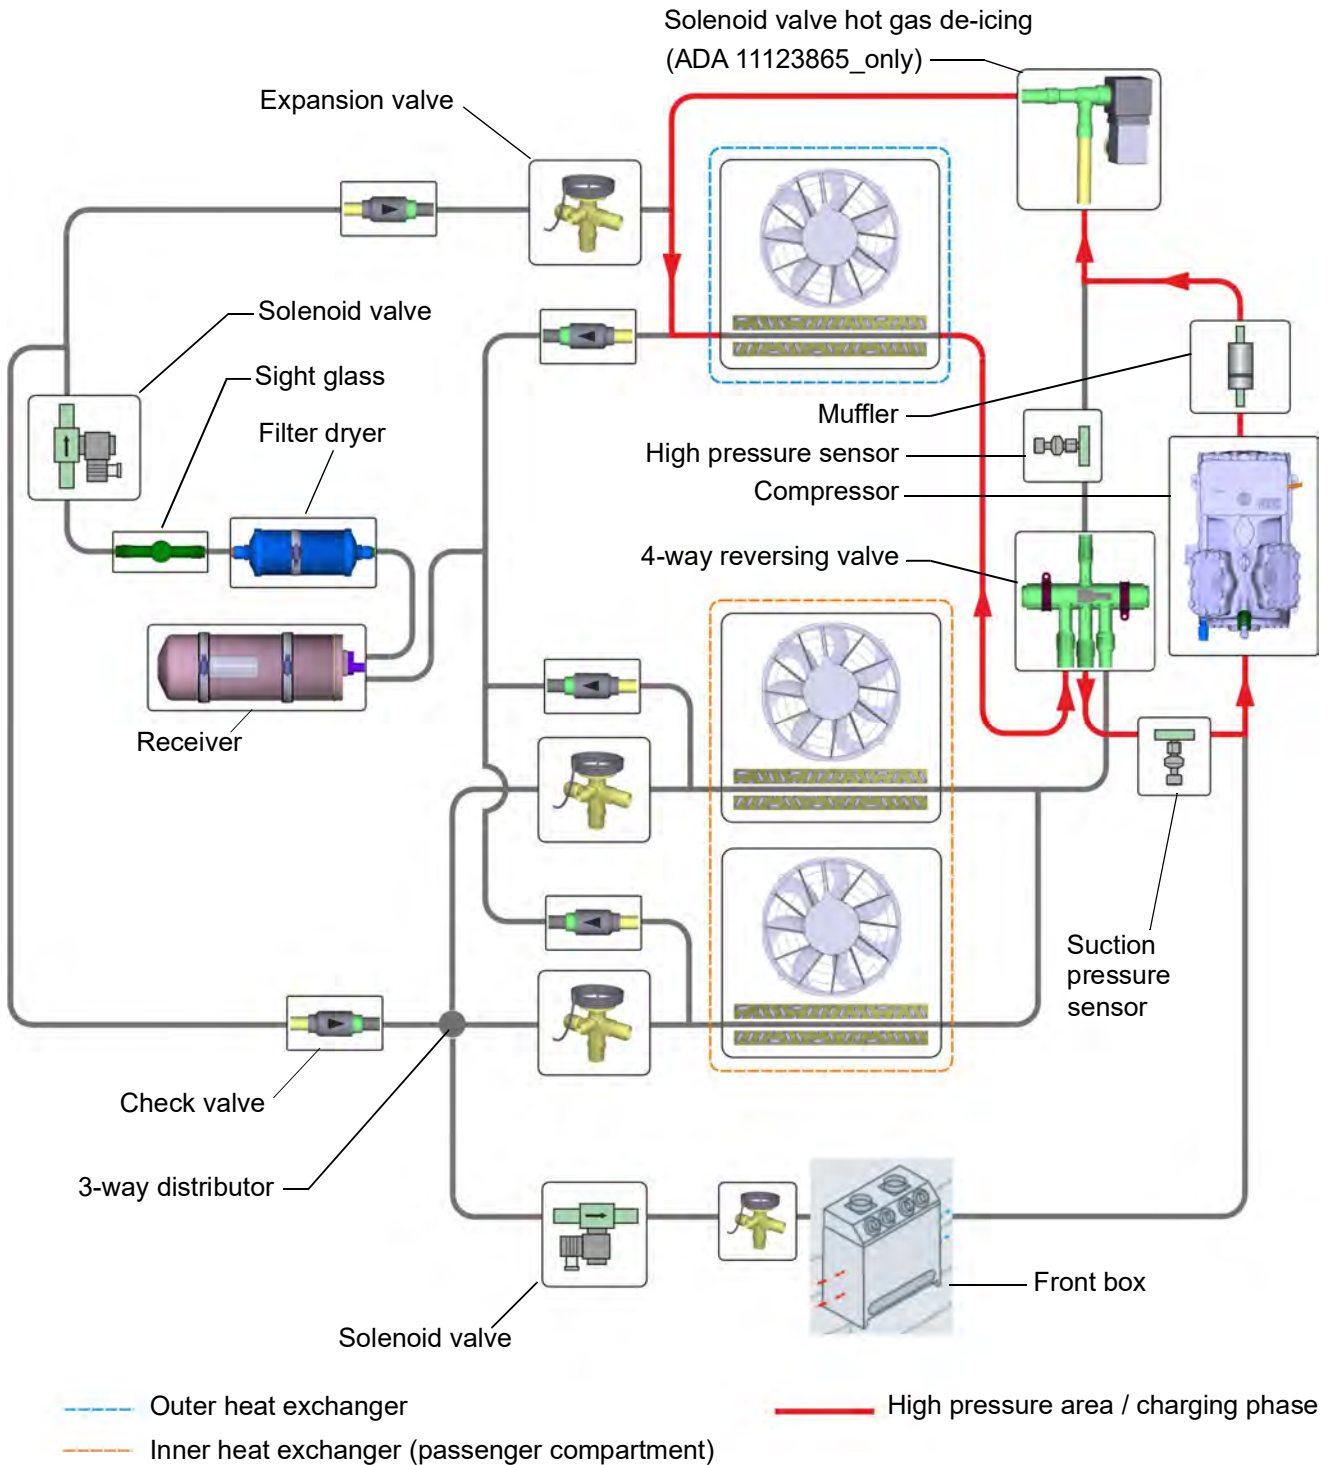 Solenoid valve hot gas de-icing
(ADA 11123865_only)
Expansion valve
Solenoid valve
Sight glass
Filter dryer
Muffler
High pressure sensor
Compressor
4-way reversing valve
Receiver
Suction
pressure
sensor
Check valve
3-way distributor
Front box
Solenoid valve
Outer heat exchanger
High pressure area / charging phase
Inner heat exchanger (passenger compartment)